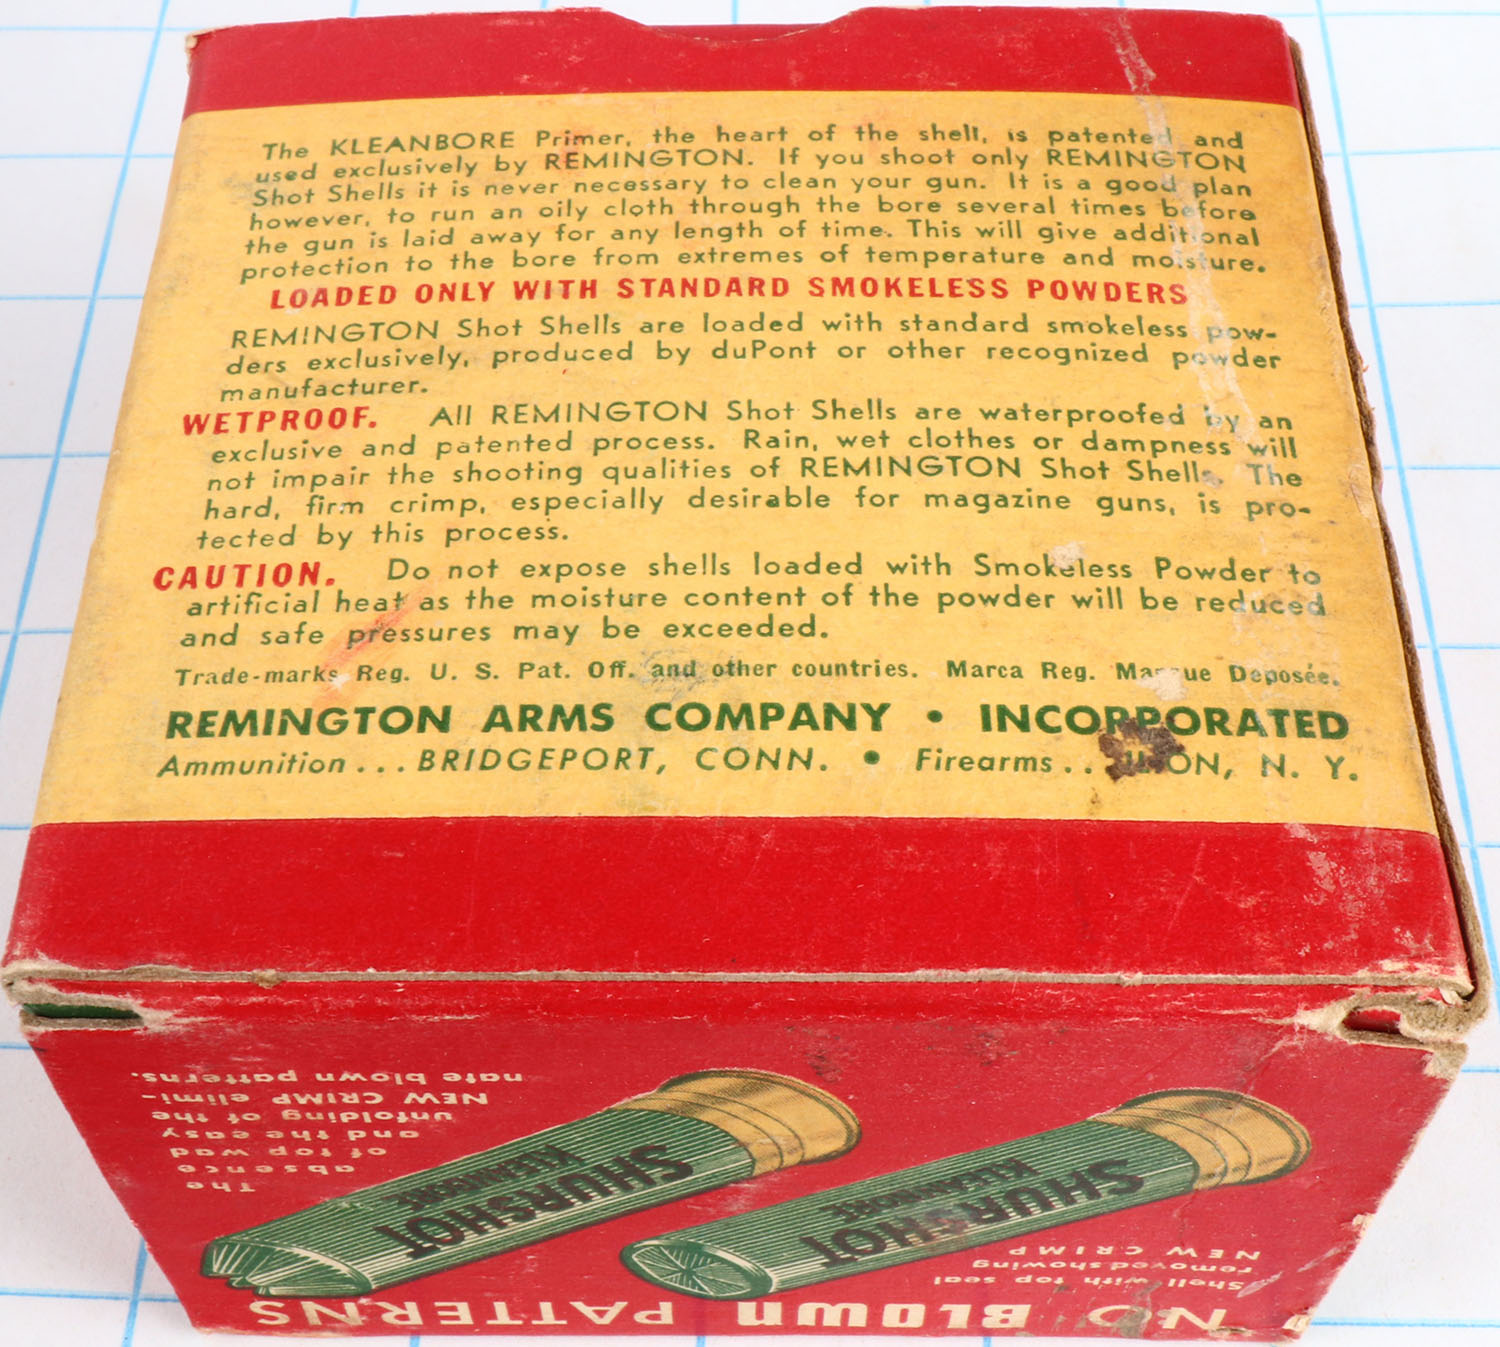 The KLEANBORE Primer, the heart of the shell, is patented and
used exclusively by REMINGTON. If you shoot only REMINGTON
Shot Shells it is never necessary to clean your gun. It is a good plan
however, to run an oily cloth through the bore several times before
the gun is laid away for any length of time. This will give additional
protection to the bore from extremes of temperature and moisture.
LOADED ONLY WITH STANDARD SMOKELESS POWDERS
REMINGTON Shot Shells are loaded with standard smokeless pow-
ders exclusively, produced by duPont or other recognized powder
manufacturer.
WETPROOF. All REMINGTON Shot Shells are waterproofed by an
exclusive and patented process. Rain, wet clothes or dampness will
not impair the shooting qualities of REMINGTON Shot Shells. The
hard, firm crimp, especially desirable for magazine guns, is pro-
tected by this process.
CAUTION. Do not expose shells loaded with Smokeless Powder to
artificial heat as the moisture content of the powder will be reduced
and safe pressures may be exceeded.
Trade-marks Reg. U. S. Pat. Off. and other countries. Marca Reg. Marque Deposée.
REMINGTON ARMS COMPANY • INCORPORATED
Ammunition . . . BRIDGEPORT, CONN. • Firearms . . ILION, N. Y.
NO BLOWN PATTERNS
Shell with top seal
removed showing
NEW CRIMP
SHURSHOT
KLEANBORE
SHURSHOT
KLEANBORE
The
absence
of top wad
and the easy
unfolding of the
NEW CRIMP elimi-
nate blown patterns.